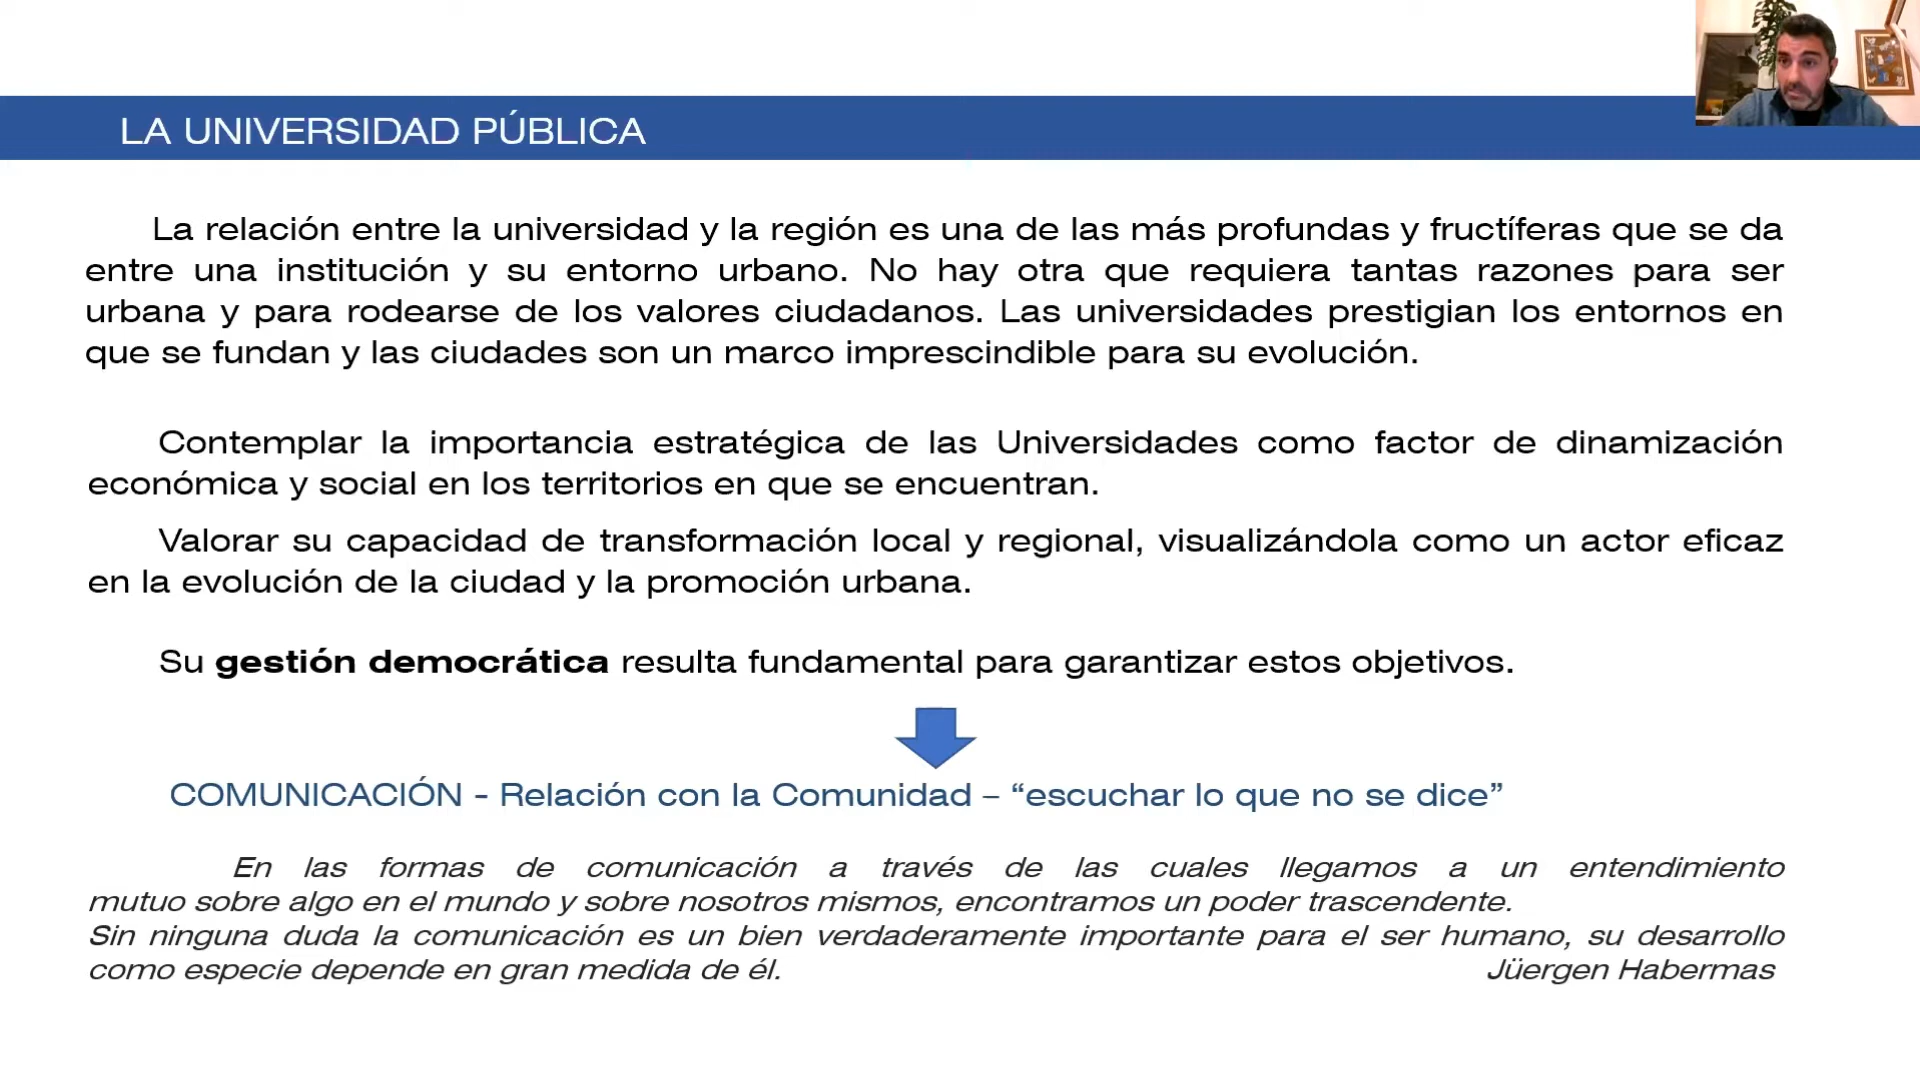 LA UNIVERSIDAD PÚBLICA
La relación entre la universidad y la región es una de las más profundas y fructíferas que se da
entre una institución y su entorno urbano. No hay otra que requiera tantas razones para ser
urbana y para rodearse de los valores ciudadanos. Las universidades prestigian los entornos en
que se fundan y las ciudades son un marco imprescindible para su evolución.
Contemplar la importancia estratégica de las Universidades como factor de dinamización
económica y social en los territorios en que se encuentran.
Valorar su capacidad de transformación local y regional, visualizándola como un actor eficaz
en la evolución de la ciudad y la promoción urbana.
Su gestión democrática resulta fundamental para garantizar estos objetivos.
COMUNICACIÓN - Relación con la Comunidad – “escuchar lo que no se dice”
En las formas de comunicación a través de las cuales llegamos a un entendimiento
mutuo sobre algo en el mundo y sobre nosotros mismos, encontramos un poder trascendente.
Sin ninguna duda la comunicación es un bien verdaderamente importante para el ser humano, su desarrollo
como especie depende en gran medida de él. Jüergen Habermas